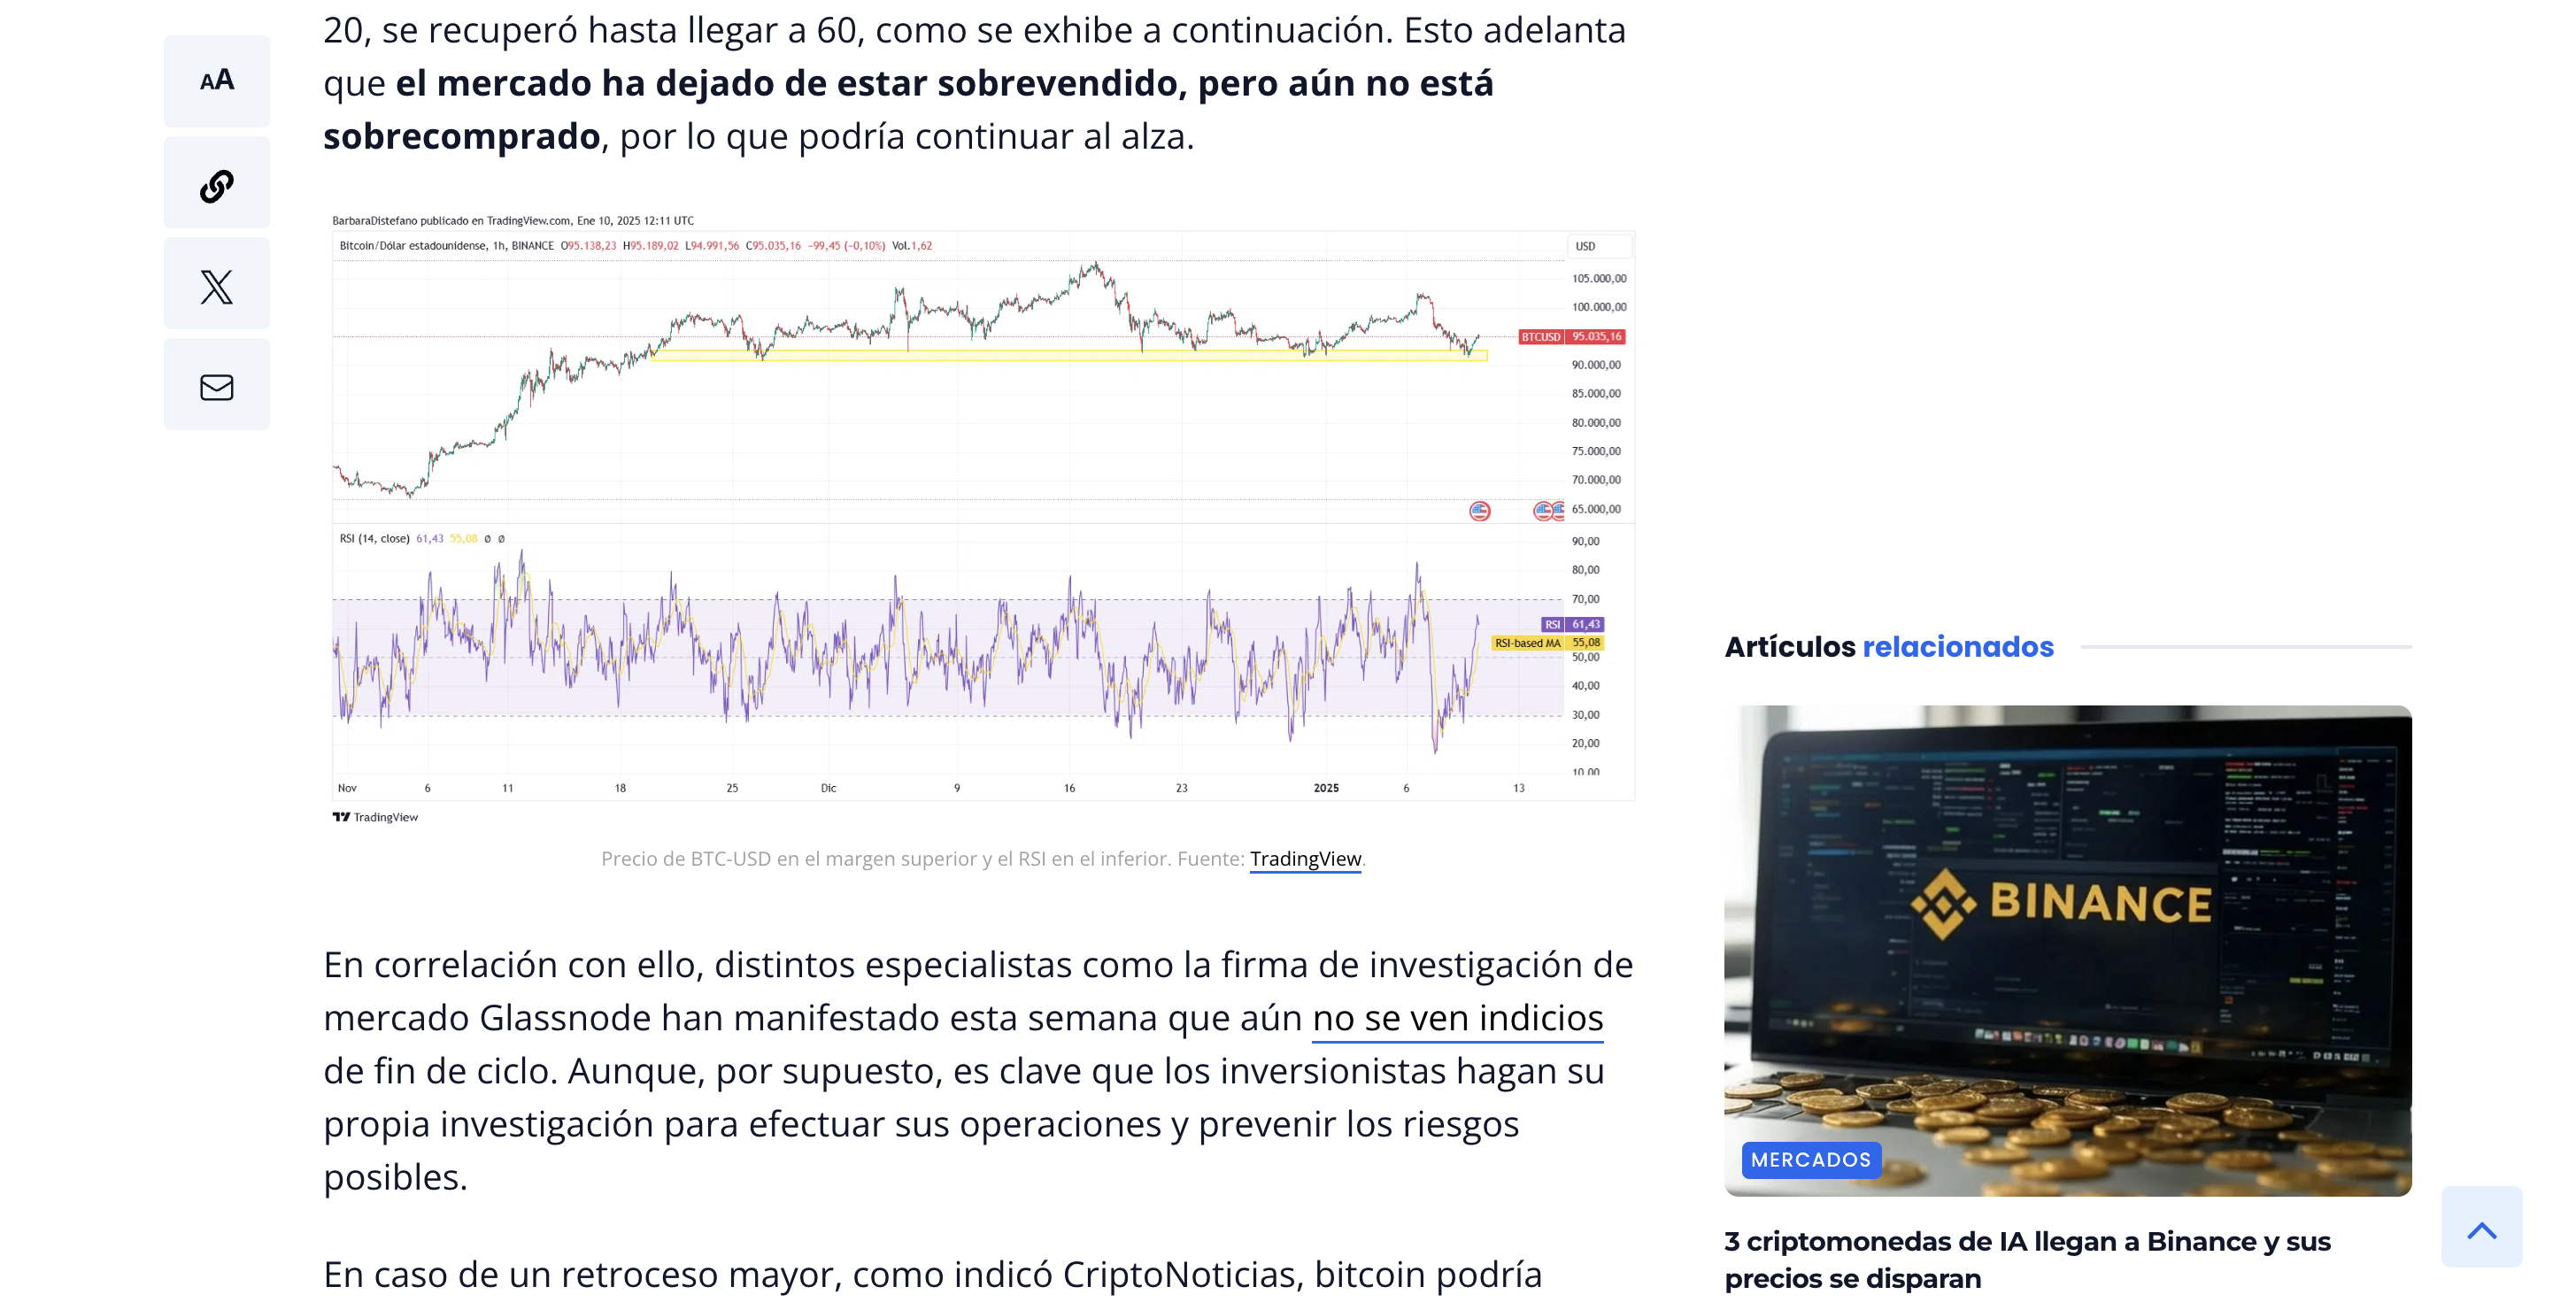 20, se recuperó hasta llegar a 60, como se exhibe a continuación. Esto adelanta
que el mercado ha dejado de estar sobrevendido, pero aún no está
sobrecomprado, por lo que podría continuar al alza.
AA
BarbaraDistefano publicado en TradingView.com, Ene 10, 2025 12:11 UTC
Bitcoin/Dólar estadounidense, 1h, BINANCE O95.138,23 H95.189,02 L94.991,56 C95.035,16 −99,45 (−0,10%) Vol.1,62
USD
105.000,00
100.000,00
BTCUSD 95.035,16
90.000,00
85.000,00
80.000,00
75.000,00
70.000,00
65.000,00
RSI (14, close) 61,43 55,08 ø ø
90,00
80,00
70,00
RSI 61,43
RSI-based MA 55,08
50,00
40,00
30,00
20,00
10,00
Nov 6 11 18 25 Dic 9 16 23 2025 6 13
TradingView
Precio de BTC-USD en el margen superior y el RSI en el inferior. Fuente: TradingView.
En correlación con ello, distintos especialistas como la firma de investigación de
mercado Glassnode han manifestado esta semana que aún no se ven indicios
de fin de ciclo. Aunque, por supuesto, es clave que los inversionistas hagan su
propia investigación para efectuar sus operaciones y prevenir los riesgos
posibles.
En caso de un retroceso mayor, como indicó CriptoNoticias, bitcoin podría
Artículos relacionados
BINANCE
MERCADOS
3 criptomonedas de IA llegan a Binance y sus
precios se disparan